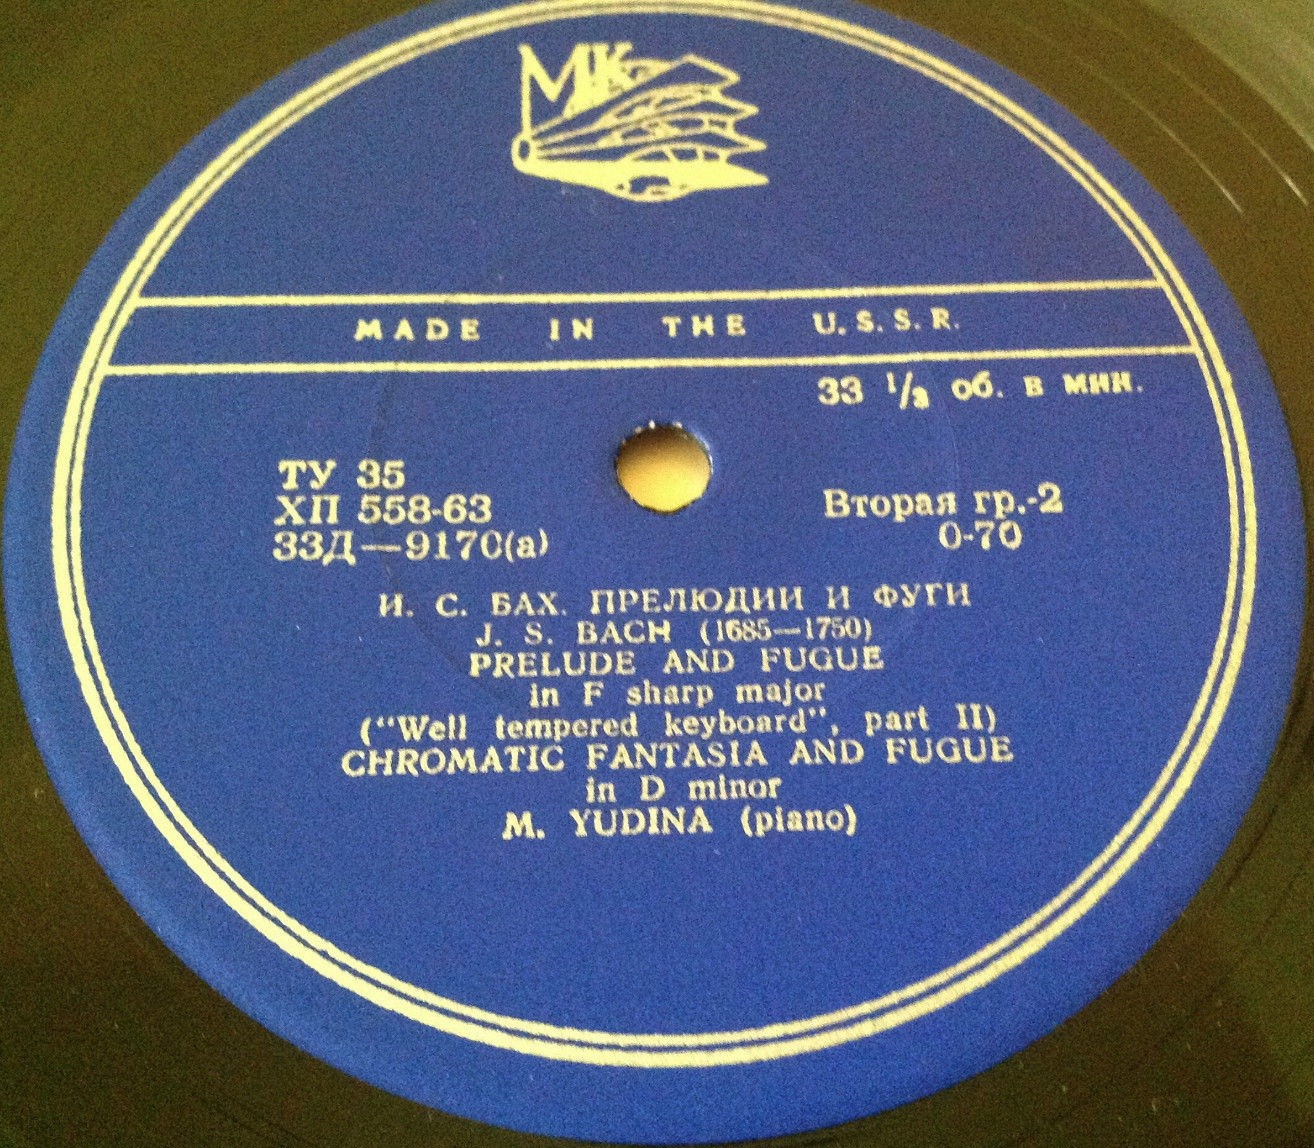 МК
MADE IN THE U.S.S.R.
33 1/3 об. в мин.
ТУ 35
ХП 558-63
33Д—9170(а)
Вторая гр.-2
0-70
И. С. БАХ. ПРЕЛЮДИИ И ФУГИ
J. S. BACH (1685—1750)
PRELUDE AND FUGUE
in F sharp major
("Well tempered keyboard", part II)
CHROMATIC FANTASIA AND FUGUE
in D minor
M. YUDINA (piano)